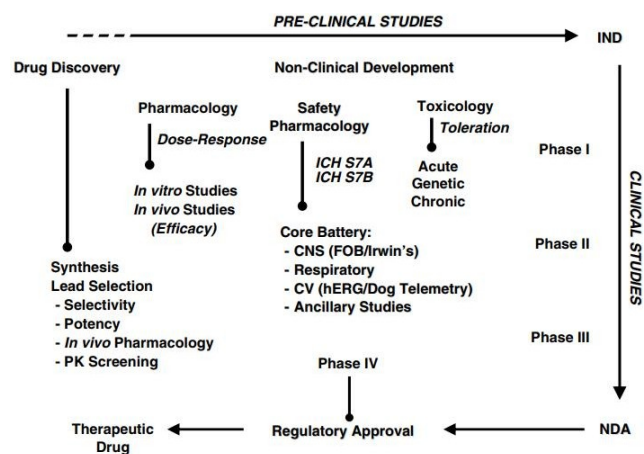 PRE-CLINICAL STUDIES
IND
Drug Discovery
Non-Clinical Development
Pharmacology
Dose-Response
In vitro Studies
In vivo Studies
(Efficacy)
Safety
Pharmacology
ICH S7A
ICH S7B
Toxicology
Toleration
Acute
Genetic
Chronic
Core Battery:
- CNS (FOB/Irwin's)
- Respiratory
- CV (hERG/Dog Telemetry)
- Ancillary Studies
Synthesis
Lead Selection
- Selectivity
- Potency
- In vivo Pharmacology
- PK Screening
Phase I
Phase II
Phase III
CLINICAL STUDIES
Phase IV
Therapeutic
Drug
Regulatory Approval
NDA